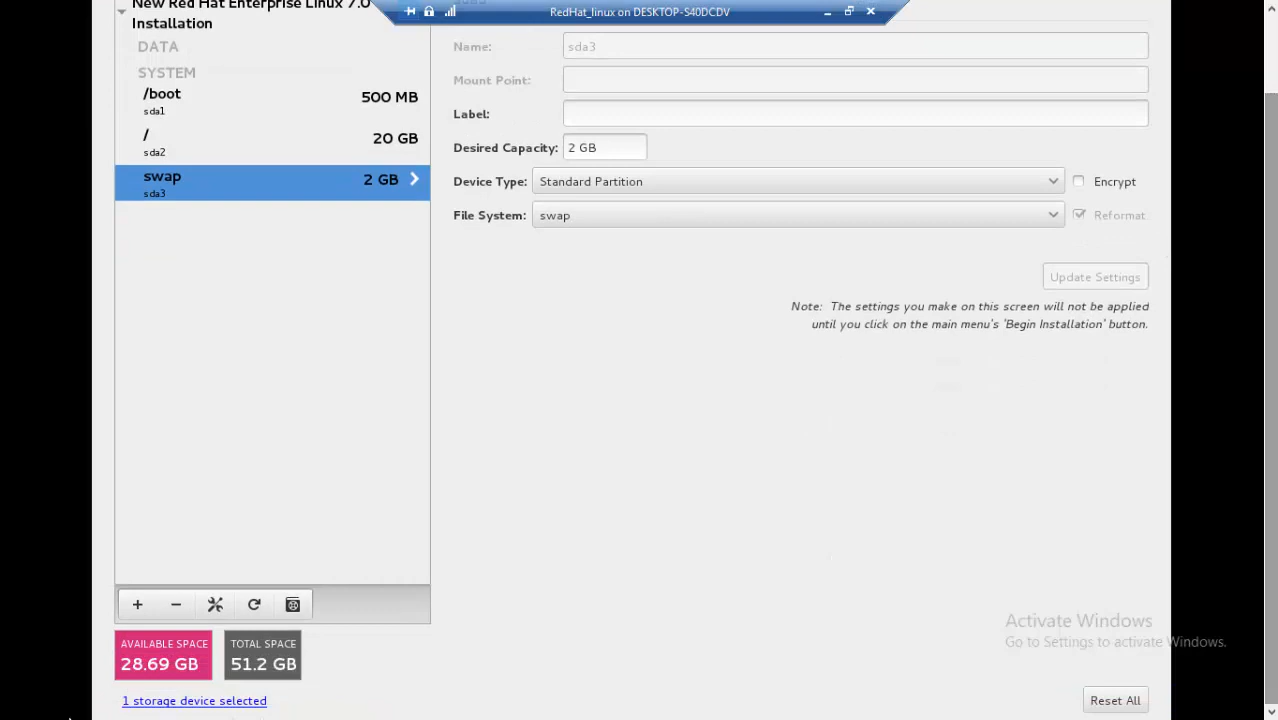 New Red Hat Enterprise Linux 7.0
Installation
RedHat_linux on DESKTOP-S40DCDV
DATA
SYSTEM
/boot
sda1
500 MB
/
sda2
20 GB
swap
sda3
2 GB
Name:
sda3
Mount Point:
Label:
Desired Capacity:
2 GB
Device Type:
Standard Partition
Encrypt
File System:
swap
Reformat
Update Settings
Note: The settings you make on this screen will not be applied
until you click on the main menu's 'Begin Installation' button.
+
−
AVAILABLE SPACE
28.69 GB
TOTAL SPACE
51.2 GB
1 storage device selected
Activate Windows
Go to Settings to activate Windows.
Reset All